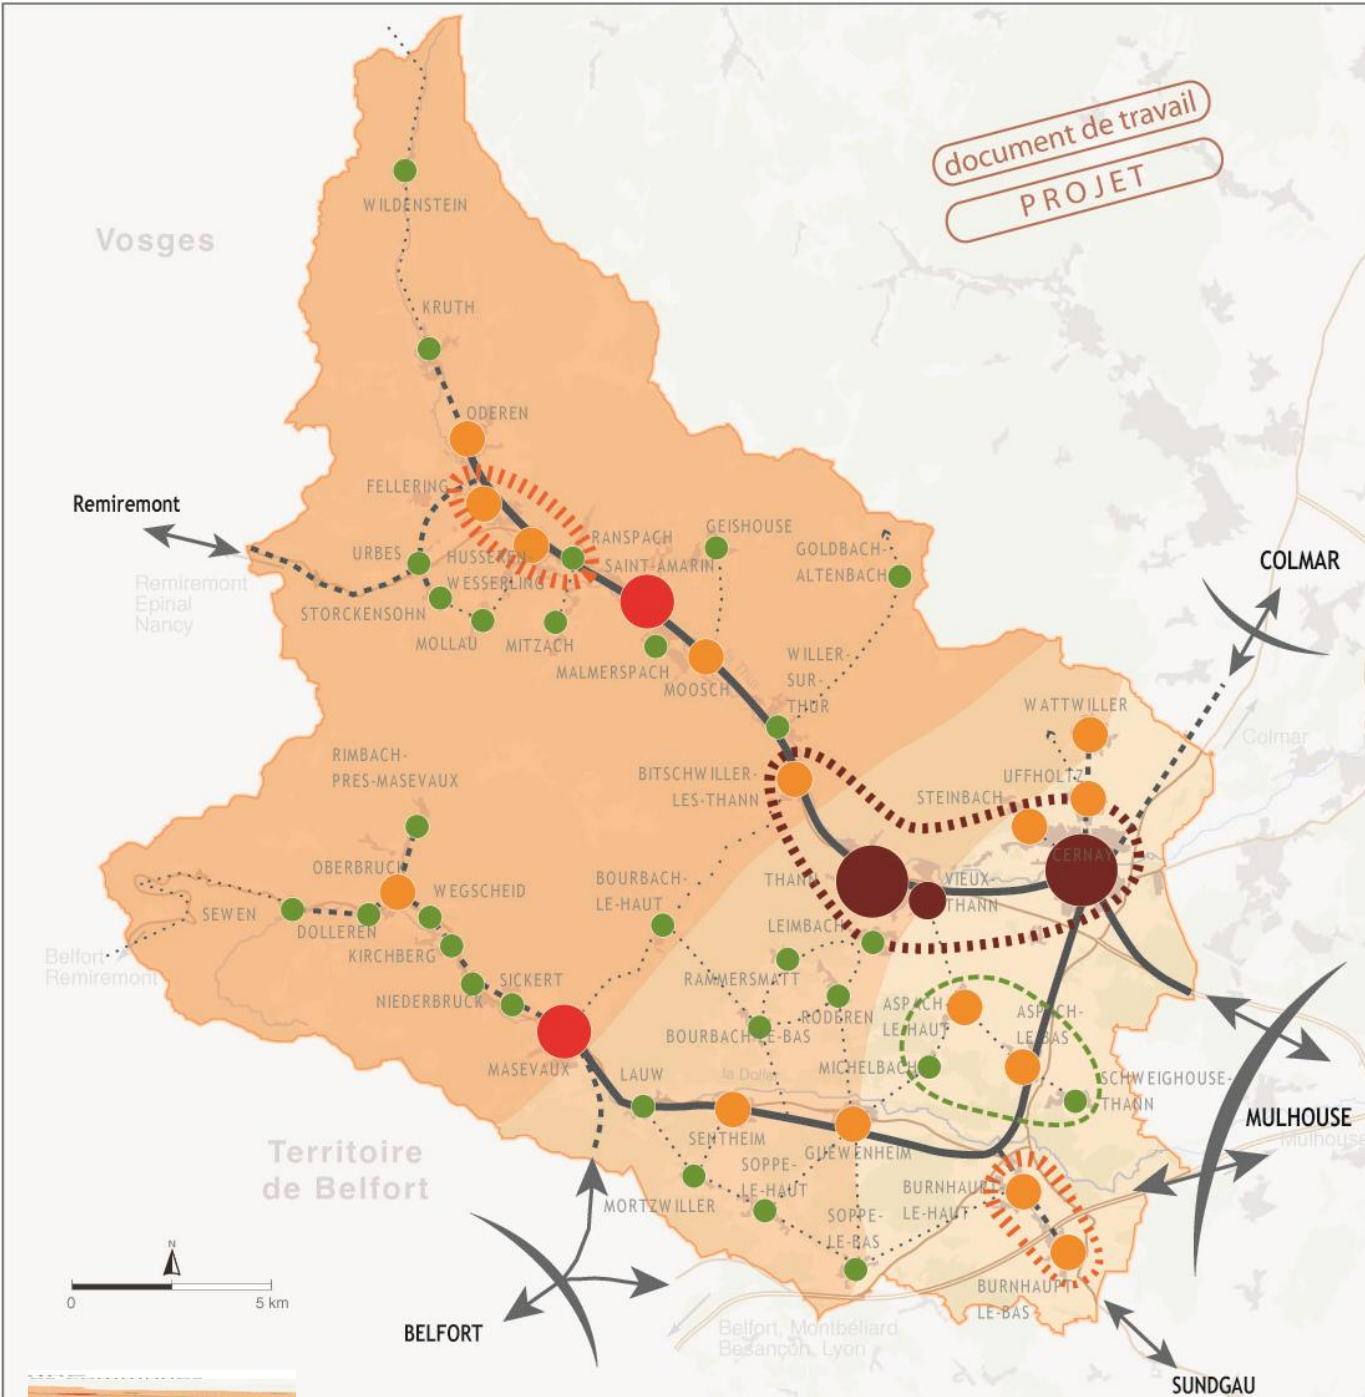 document de travail
PROJET
WILDENSTEIN
Vosges
KRUTH
ODEREN
FELLERING
Remiremont
RANSPACH
GEISHOUSE
URBES
HUSSEREN
WESSERLING
SAINT-AMARIN
GOLDBACH-
ALTENBACH
COLMAR
Remiremont
Epinal
Nancy
STORCKENSOHN
MOLLAU
MITZACH
MALMERSPACH
MOOSCH
la Thur
WILLER-
SUR-
THUR
WATTWILLER
Colmar
RIMBACH-
PRES-MASEVAUX
BITSCHWILLER-
LES-THANN
UFFHOLTZ
STEINBACH
CERNAY
OBERBRUCK
WEGSCHEID
BOURBACH-
LE-HAUT
THANN
VIEUX-
THANN
SEWEN
DOLLEREN
KIRCHBERG
LEIMBACH
Belfort
Remiremont
NIEDERBRUCK
SICKERT
RAMMERSMATT
RODEREN
ASPACH-
LE-HAUT
ASPACH-
LE-BAS
BOURBACH-LE-BAS
MASEVAUX
LAUW
la Doller
MICHELBACH
SCHWEIGHOUSE-
THANN
MULHOUSE
Mulhouse
Territoire
de Belfort
SENTHEIM
GUEWENHEIM
SOPPE-
LE-HAUT
MORTZWILLER
SOPPE-
LE-BAS
BURNHAUPT-
LE-HAUT
BURNHAUPT-
LE-BAS
N
0 5 km
BELFORT
Belfort, Montbéliard
Besançon, Lyon
SUNDGAU